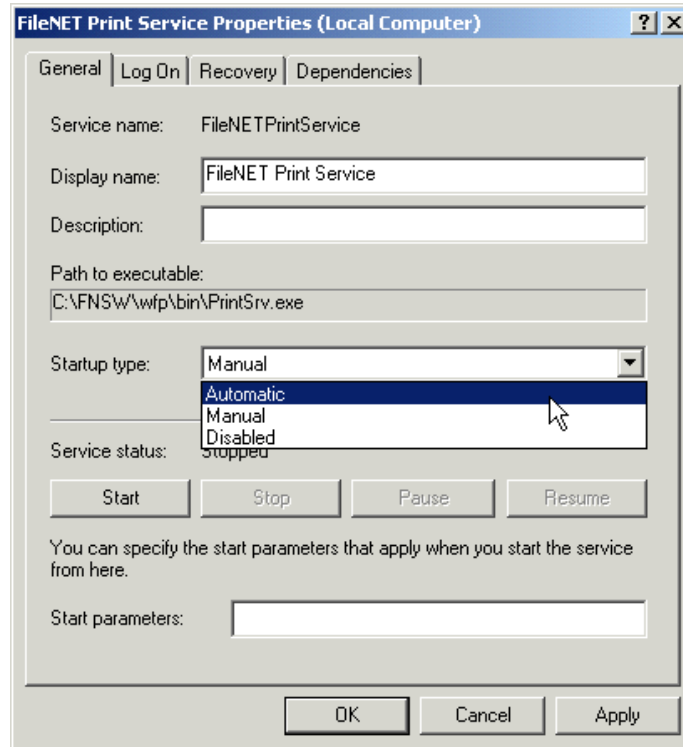 FileNET Print Service Properties (Local Computer)
General Log On Recovery Dependencies
Service name: FileNETPrintService
Display name: FileNET Print Service
Description:
Path to executable:
C:\FNSW\wfp\bin\PrintSrv.exe
Startup type: Manual
Automatic
Manual
Disabled
Service status: Stopped
Start Stop Pause Resume
You can specify the start parameters that apply when you start the service
from here.
Start parameters:
OK Cancel Apply